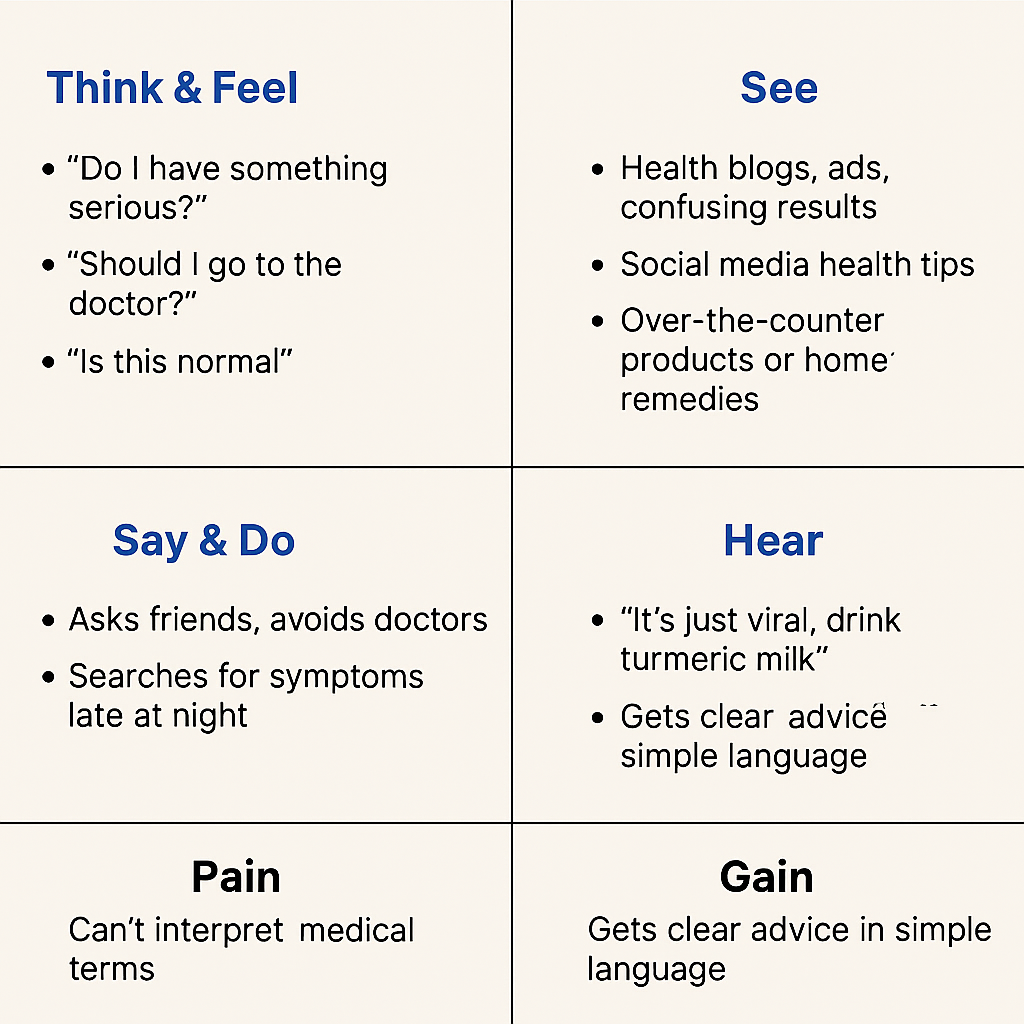 Think & Feel
• “Do I have something
serious?”
• “Should I go to the
doctor?”
• “Is this normal”
See
• Health blogs, ads,
confusing results
• Social media health tips
• Over-the-counter
products or home
remedies
Say & Do
• Asks friends, avoids doctors
• Searches for symptoms
late at night
Hear
• “It’s just viral, drink
turmeric milk”
• Gets clear advice
simple language
Pain
Can’t interpret medical
terms
Gain
Gets clear advice in simple
language